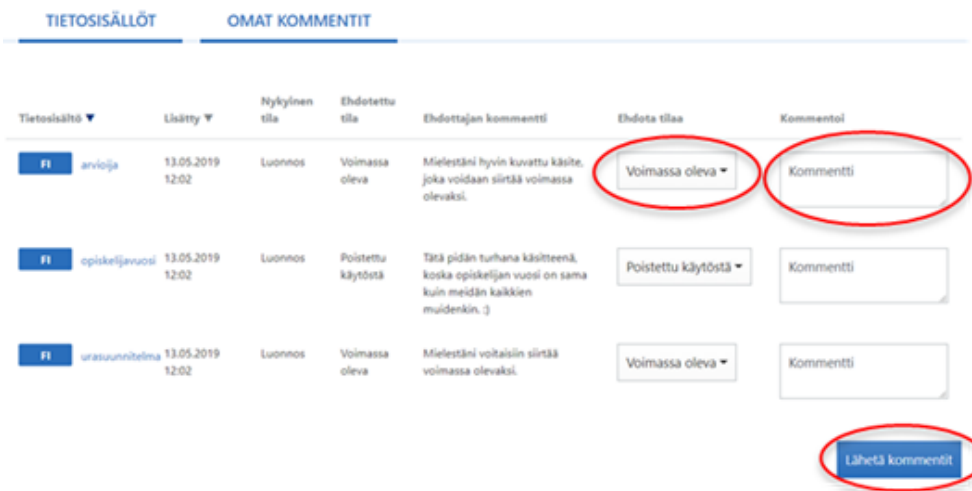 TIETOSISÄLLÖT OMAT KOMMENTIT
Nykyinen Ehdotettu
Tietosisältö ▼ Lisätty ▼ tila tila Ehdottajan kommentti Ehdota tilaa Kommentoi
FI arvioija 13.05.2019 Luonnos Voimassa Mielestäni hyvin kuvattu käsite, Voimassa oleva Kommentti
12:02 oleva joka voidaan siirtää voimassa
olevaksi.
FI opiskelijavuosi 13.05.2019 Luonnos Poistettu Tätä pidän turhana käsitteenä, Poistettu käytöstä Kommentti
12:02 käytöstä koska opiskelijan vuosi on sama
kuin meidän kaikkien
muidenkin. :)
FI urasuunnitelma 13.05.2019 Luonnos Voimassa Mielestäni voitaisiin siirtää Voimassa oleva Kommentti
12:02 oleva voimassa olevaksi.
Lähetä kommentit